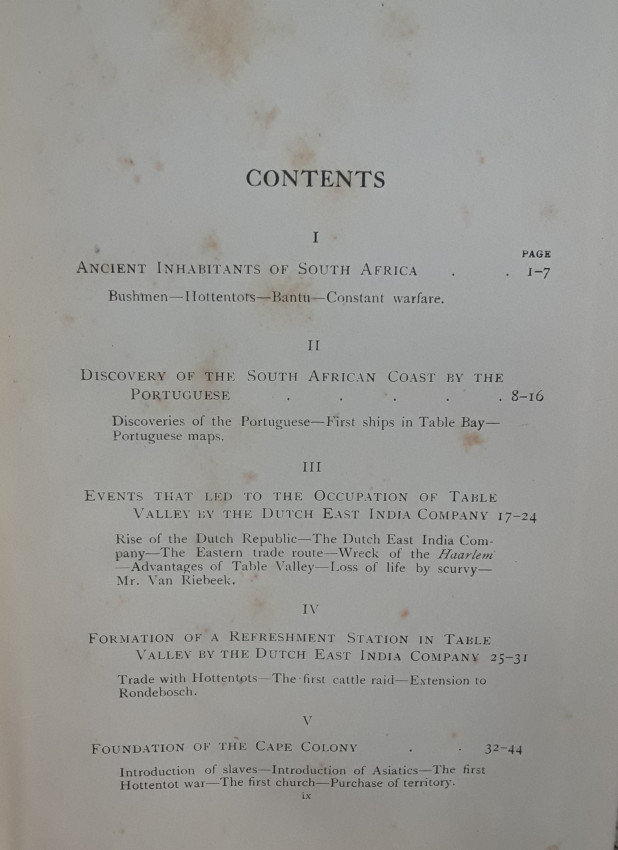 CONTENTS
I
PAGE
ANCIENT INHABITANTS OF SOUTH AFRICA . . 1–7
Bushmen—Hottentots—Bantu—Constant warfare.
II
DISCOVERY OF THE SOUTH AFRICAN COAST BY THE
PORTUGUESE . . . . . 8–16
Discoveries of the Portuguese—First ships in Table Bay—
Portuguese maps.
III
EVENTS THAT LED TO THE OCCUPATION OF TABLE
VALLEY BY THE DUTCH EAST INDIA COMPANY 17–24
Rise of the Dutch Republic—The Dutch East India Com-
pany—The Eastern trade route—Wreck of the Haarlem
—Advantages of Table Valley—Loss of life by scurvy—
Mr. Van Riebeek.
IV
FORMATION OF A REFRESHMENT STATION IN TABLE
VALLEY BY THE DUTCH EAST INDIA COMPANY 25–31
Trade with Hottentots—The first cattle raid—Extension to
Rondebosch.
V
FOUNDATION OF THE CAPE COLONY . . 32–44
Introduction of slaves—Introduction of Asiatics—The first
Hottentot war—The first church—Purchase of territory.
ix